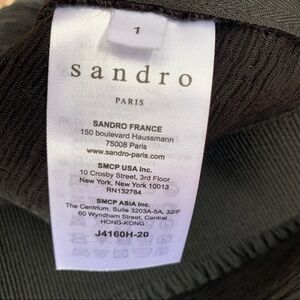 1
sandro
PARIS
SANDRO FRANCE
150 boulevard Haussmann
75008 Paris
www.sandro-paris.com
SMCP USA Inc.
10 Crosby Street, 3rd Floor
New York, New York 10013
RN132784
SMCP ASIA Inc.
The Centrium, Suite 3203A-5A, 32/F
60 Wyndham Street, Central
HONG-KONG
J4160H-20